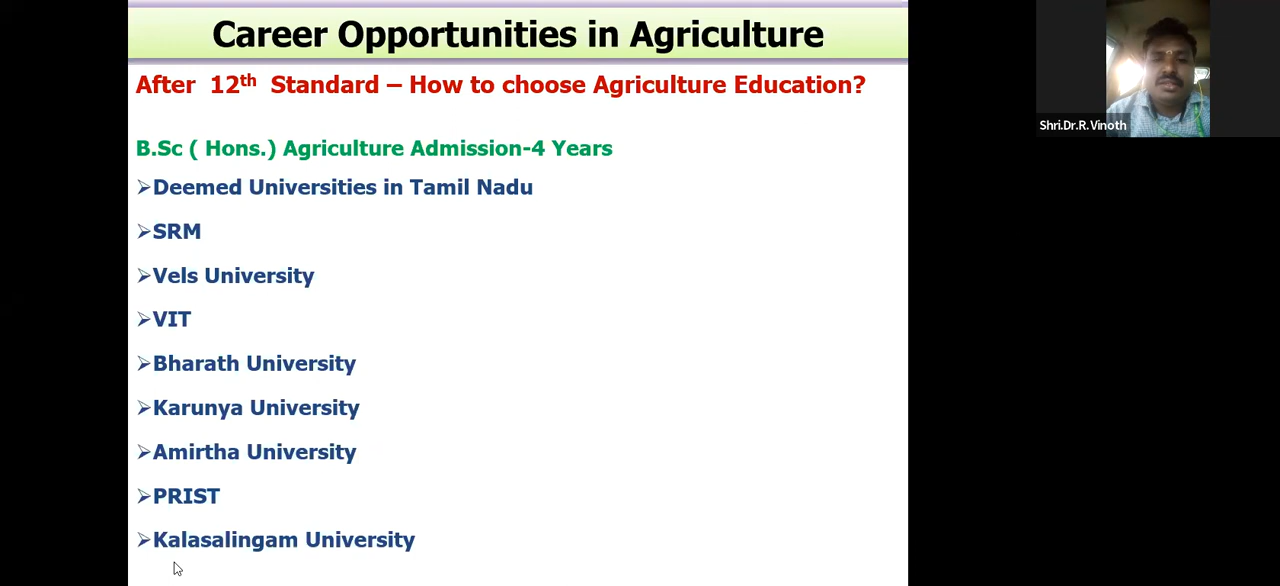 Career Opportunities in Agriculture
After 12th Standard – How to choose Agriculture Education?
B.Sc ( Hons.) Agriculture Admission-4 Years
➢Deemed Universities in Tamil Nadu
➢SRM
➢Vels University
➢VIT
➢Bharath University
➢Karunya University
➢Amirtha University
➢PRIST
➢Kalasalingam University
Shri.Dr.R.Vinoth